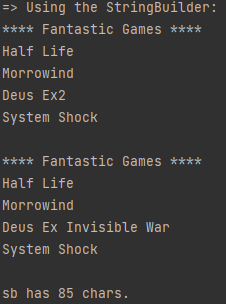 => Using the StringBuilder:
**** Fantastic Games ****
Half Life
Morrowind
Deus Ex2
System Shock
**** Fantastic Games ****
Half Life
Morrowind
Deus Ex Invisible War
System Shock
sb has 85 chars.